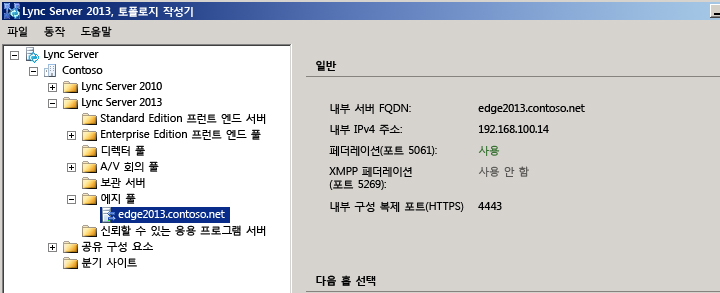 Lync Server 2013, 토폴로지 작성기
파일 동작 도움말
Lync Server
Contoso
Lync Server 2010
Lync Server 2013
Standard Edition 프런트 엔드 서버
Enterprise Edition 프런트 엔드 풀
디렉터 풀
A/V 회의 풀
보관 서버
에지 풀
edge2013.contoso.net
신뢰할 수 있는 응용 프로그램 서버
공유 구성 요소
분기 사이트
일반
내부 서버 FQDN: edge2013.contoso.net
내부 IPv4 주소: 192.168.100.14
페더레이션(포트 5061): 사용
XMPP 페더레이션 사용 안 함
(포트 5269):
내부 구성 복제 포트(HTTPS) 4443
다음 홉 선택